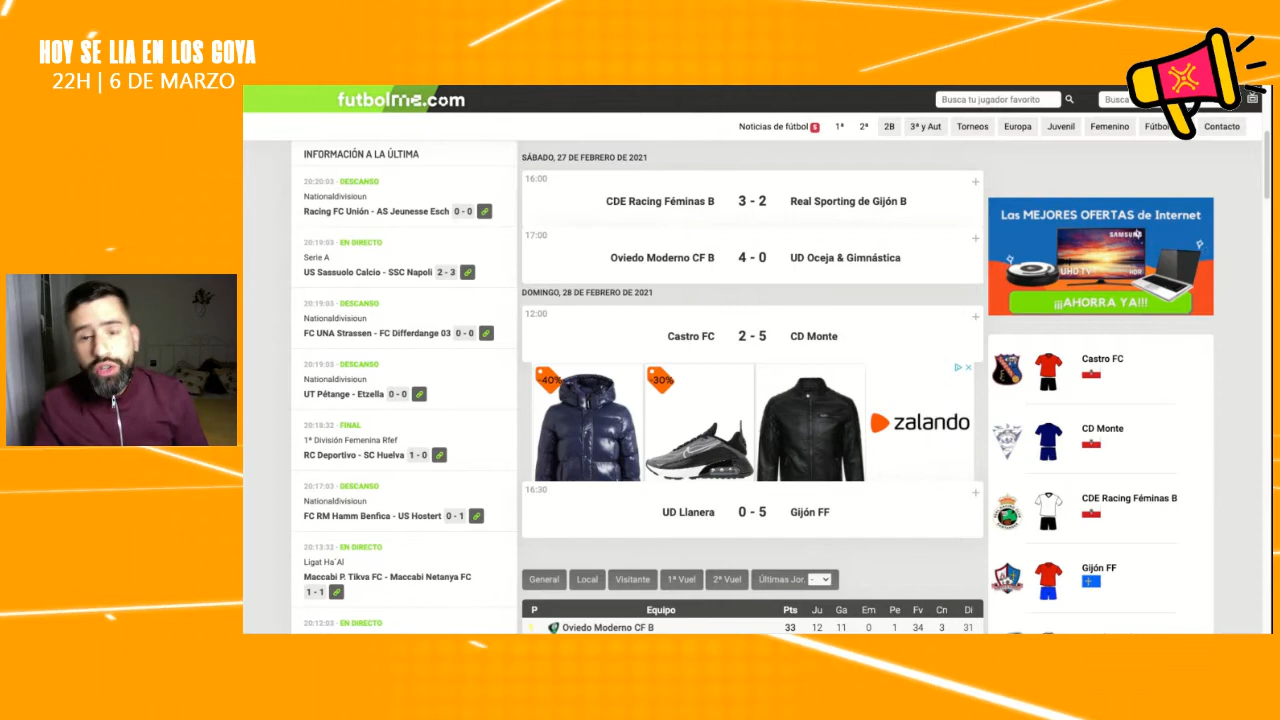 HOY SE LIA EN LOS GOYA
22H | 6 DE MARZO
futbolme.com
Busca tu jugador favorito
Busca
Noticias de fútbol 5 1ª 2ª 2B 3ª y Aut Torneos Europa Juvenil Femenino Fútbo Contacto
INFORMACIÓN A LA ÚLTIMA
20:20:03 - DESCANSO
Nationaldivisioun
Racing FC Unión - AS Jeunesse Esch 0 - 0
20:19:03 - EN DIRECTO
Serie A
US Sassuolo Calcio - SSC Napoli 2 - 3
20:19:03 - DESCANSO
Nationaldivisioun
FC UNA Strassen - FC Differdange 03 0 - 0
20:19:03 - DESCANSO
Nationaldivisioun
UT Pétange - Etzella 0 - 0
20:18:32 - FINAL
1ª División Femenina Rfef
RC Deportivo - SC Huelva 1 - 0
20:17:03 - DESCANSO
Nationaldivisioun
FC RM Hamm Benfica - US Hostert 0 - 1
20:13:32 - EN DIRECTO
Ligat Ha´Al
Maccabi P. Tikva FC - Maccabi Netanya FC
1 - 1
20:12:03 - EN DIRECTO
SÁBADO, 27 DE FEBRERO DE 2021
16:00
CDE Racing Féminas B 3 - 2 Real Sporting de Gijón B
17:00
Oviedo Moderno CF B 4 - 0 UD Oceja & Gimnástica
DOMINGO, 28 DE FEBRERO DE 2021
12:00
Castro FC 2 - 5 CD Monte
-40% -30%
zalando
16:30
UD Llanera 0 - 5 Gijón FF
General Local Visitante 1ª Vuel 2ª Vuel Últimas Jor. -
P Equipo Pts Ju Ga Em Pe Fv Cn Di
Oviedo Moderno CF B 33 12 11 0 1 34 3 31
Las MEJORES OFERTAS de Internet
SAMSUNG
UHD TV HDR
¡¡¡AHORRA YA!!!
Castro FC
CD Monte
CDE Racing Féminas B
Gijón FF